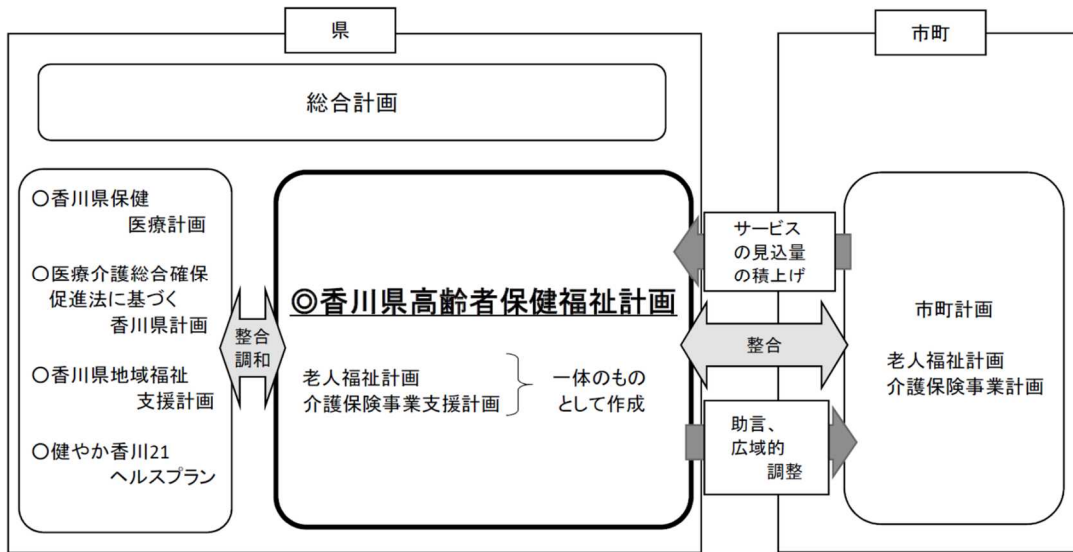 県
市町
総合計画
〇香川県保健
医療計画
〇医療介護総合確保
促進法に基づく
香川県計画
〇香川県地域福祉
支援計画
〇健やか香川21
ヘルスプラン
整合
調和
◎香川県高齢者保健福祉計画
老人福祉計画
介護保険事業支援計画
一体のもの
として作成
サービス
の見込量
の積上げ
整合
助言、
広域的
調整
市町計画
老人福祉計画
介護保険事業計画